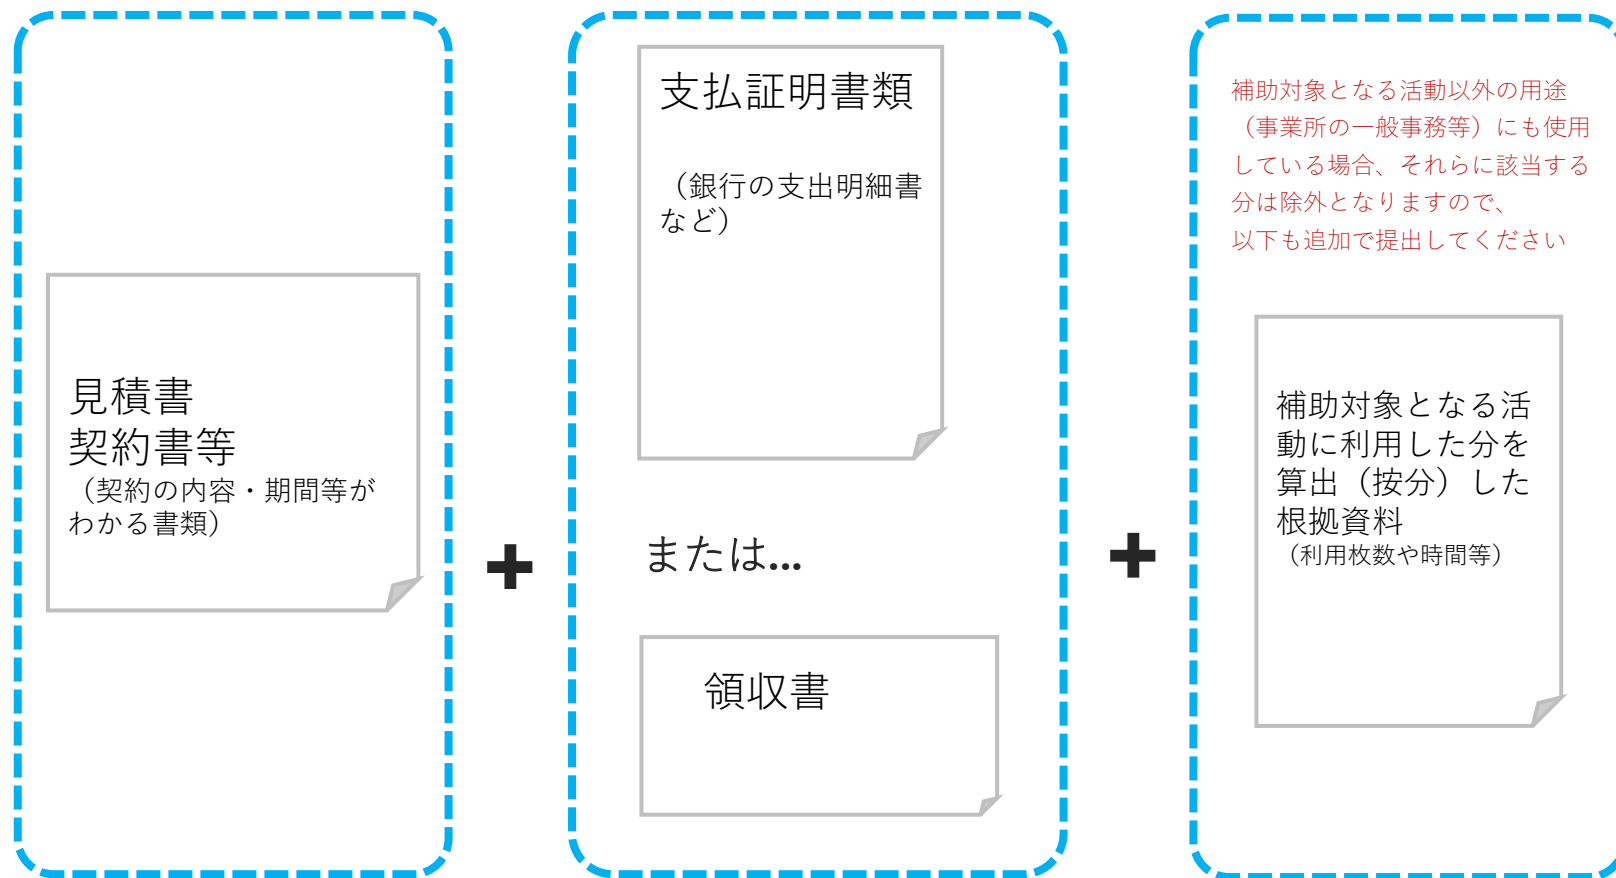 見積書
契約書等
（契約の内容・期間等が
わかる書類）
+
支払証明書類
（銀行の支出明細書
など）
または...
領収書
+
補助対象となる活動以外の用途
（事業所の一般事務等）にも使用
している場合、それらに該当する
分は除外となりますので、
以下も追加で提出してください
補助対象となる活
動に利用した分を
算出（按分）した
根拠資料
（利用枚数や時間等）